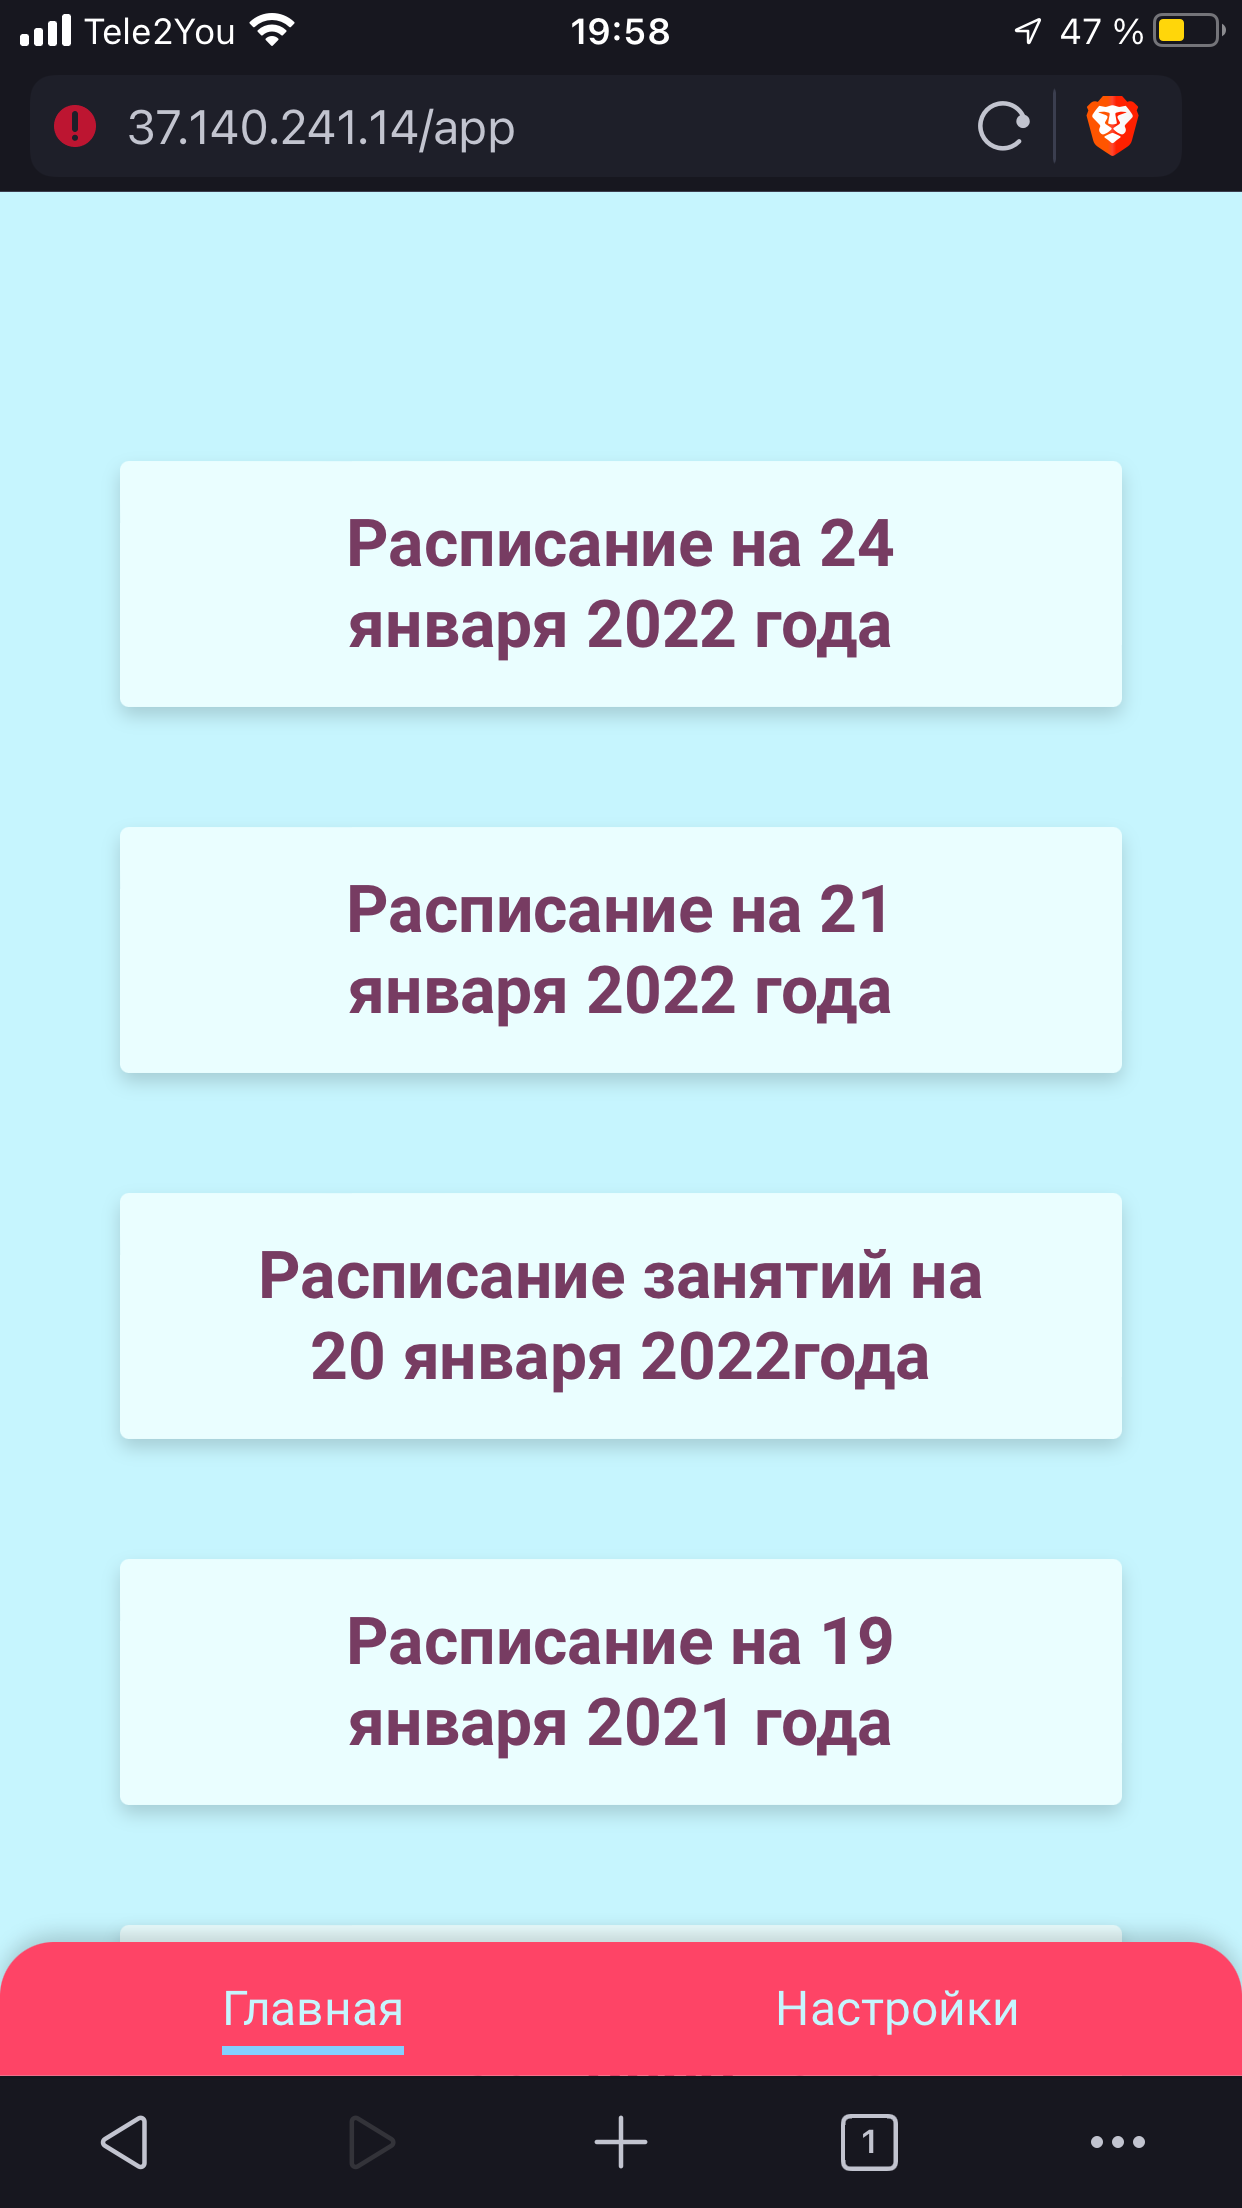 Tele2You
19:58
47 %
37.140.241.14/app
Расписание на 24
января 2022 года
Расписание на 21
января 2022 года
Расписание занятий на
20 января 2022года
Расписание на 19
января 2021 года
Главная
Настройки
1